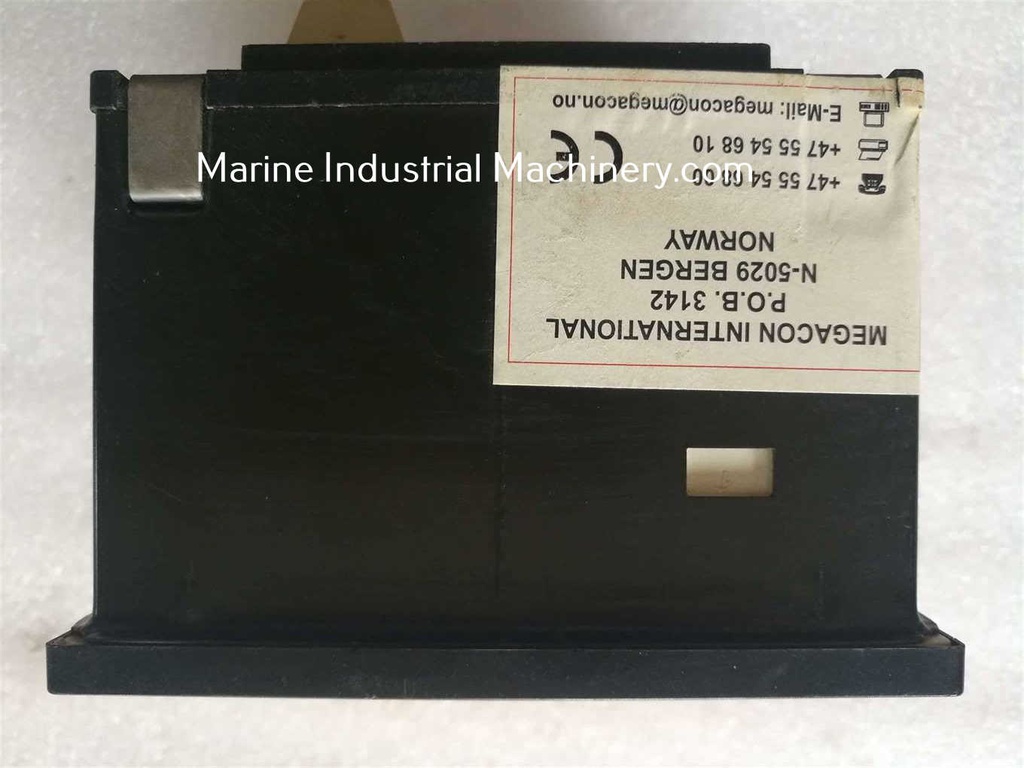 Marine Industrial Machinery.com
MEGACON INTERNATIONAL
P.O.B. 3142
N-5029 BERGEN
NORWAY
+47 55 54 68 00
+47 55 54 68 10
E-Mail: megacon@megacon.no
CE